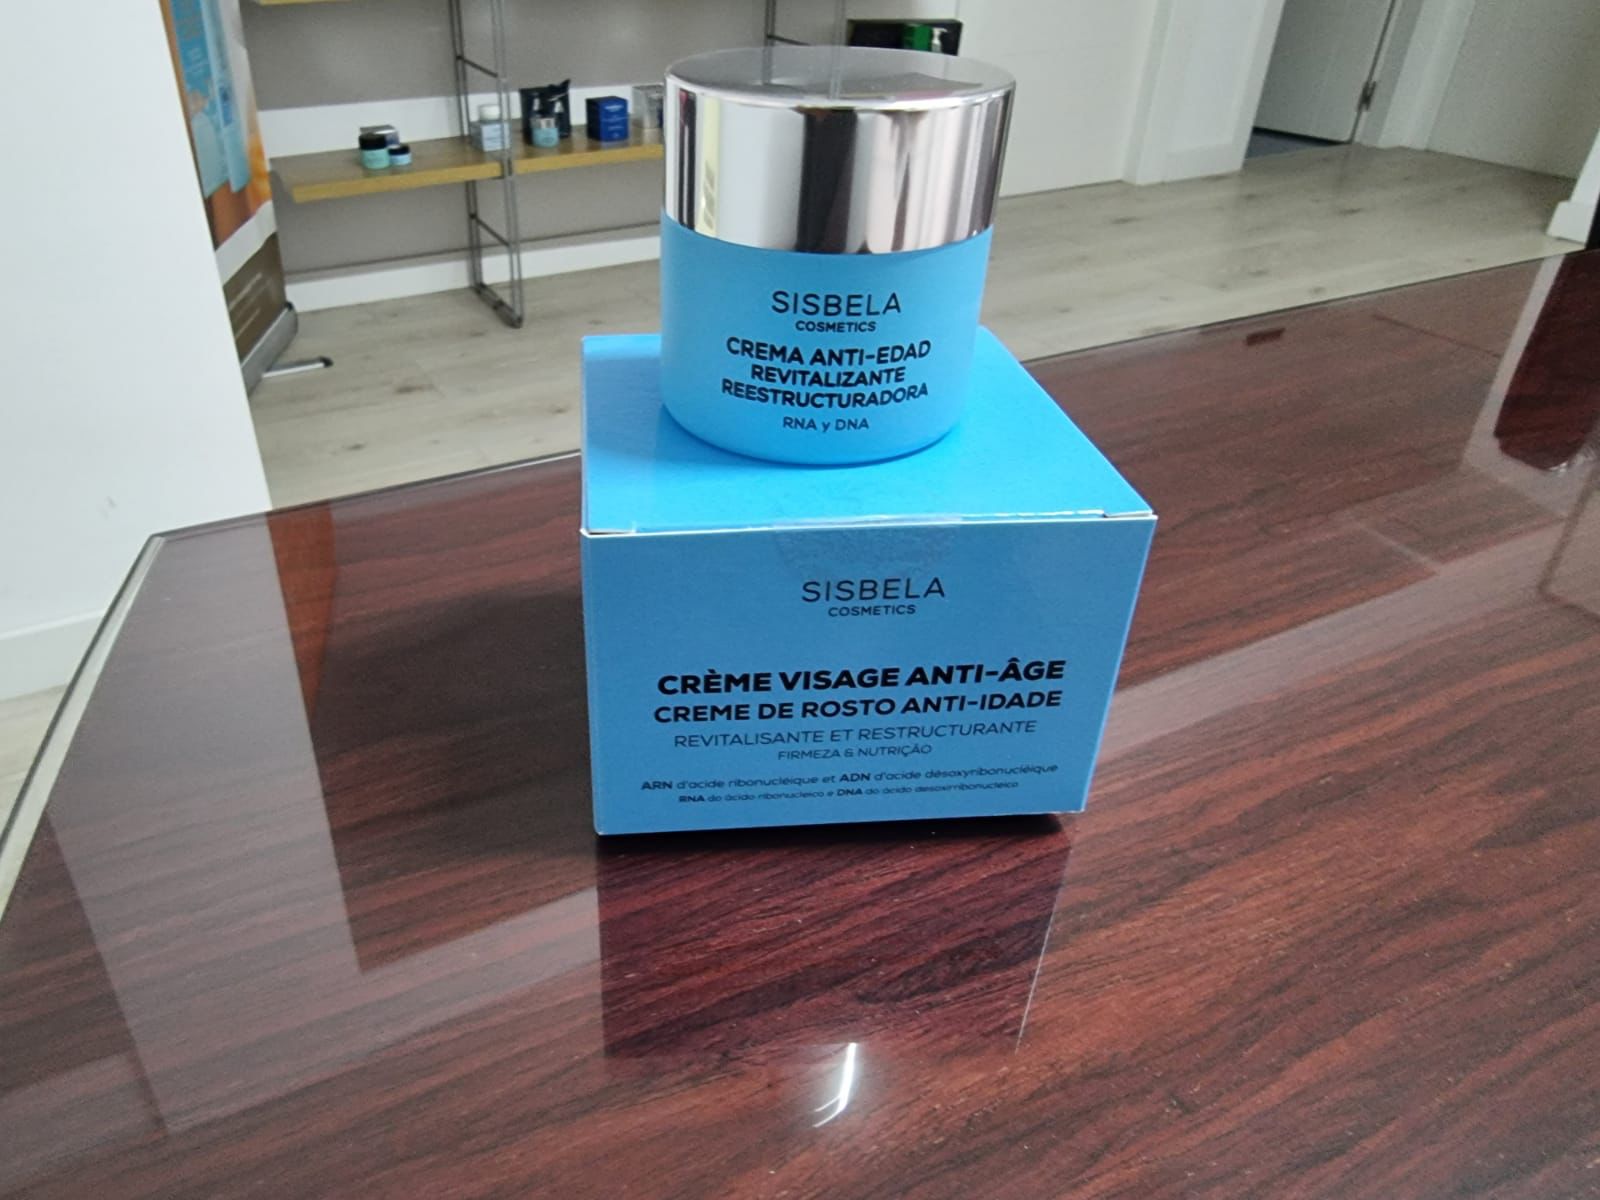 SISBELA
COSMETICS
CREMA ANTI-EDAD
REVITALIZANTE
REESTRUCTURADORA
RNA y DNA
SISBELA
COSMETICS
CRÈME VISAGE ANTI-ÂGE
CREME DE ROSTO ANTI-IDADE
REVITALISANTE ET RESTRUCTURANTE
FIRMEZA & NUTRIÇÃO
ARN d'acide ribonucléique et ADN d'acide désoxyribonucléique
RNA do ácido ribonucleico e DNA do ácido desoxirribonucleico